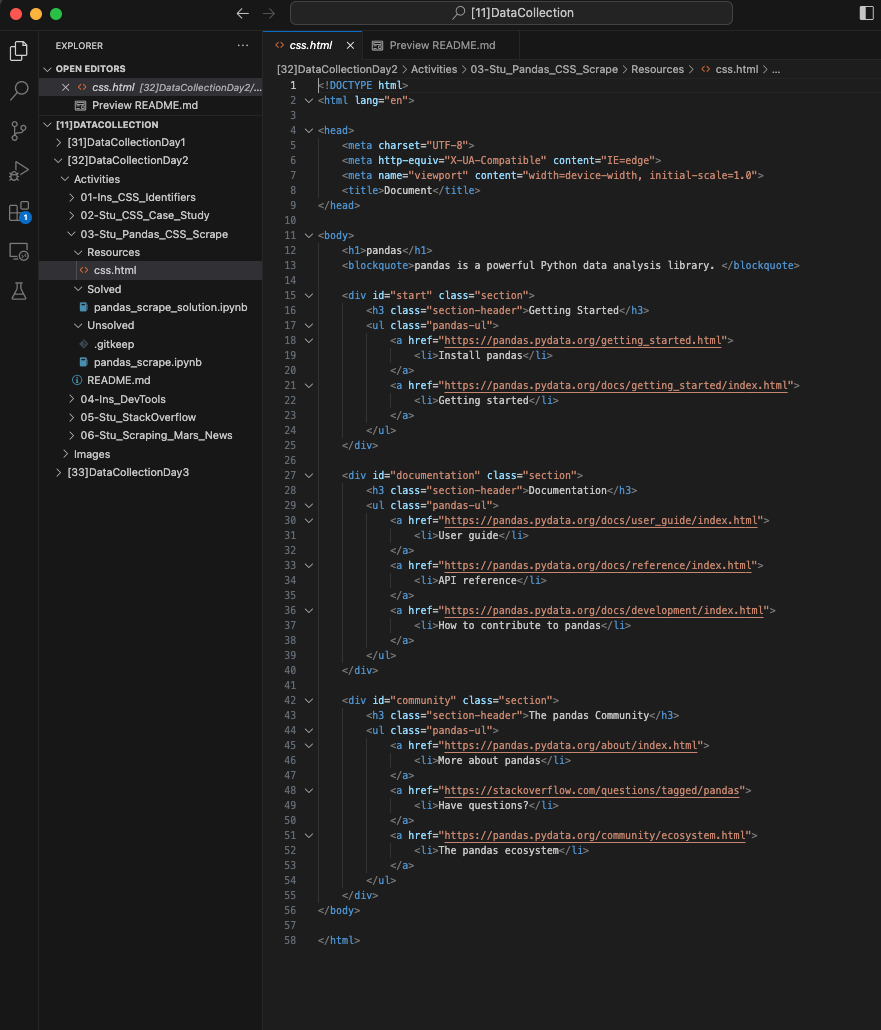 [11]DataCollection
EXPLORER
OPEN EDITORS
css.html [32]DataCollectionDay2/...
Preview README.md
[11]DATACOLLECTION
[31]DataCollectionDay1
[32]DataCollectionDay2
Activities
01-Ins_CSS_Identifiers
02-Stu_CSS_Case_Study
03-Stu_Pandas_CSS_Scrape
Resources
css.html
Solved
pandas_scrape_solution.ipynb
Unsolved
.gitkeep
pandas_scrape.ipynb
README.md
04-Ins_DevTools
05-Stu_StackOverflow
06-Stu_Scraping_Mars_News
Images
[33]DataCollectionDay3
1
css.html
Preview README.md
[32]DataCollectionDay2 > Activities > 03-Stu_Pandas_CSS_Scrape > Resources > <> css.html > ...
1 <!DOCTYPE html>
2 <html lang="en">
3
4 <head>
5     <meta charset="UTF-8">
6     <meta http-equiv="X-UA-Compatible" content="IE=edge">
7     <meta name="viewport" content="width=device-width, initial-scale=1.0">
8     <title>Document</title>
9 </head>
10
11 <body>
12     <h1>pandas</h1>
13     <blockquote>pandas is a powerful Python data analysis library. </blockquote>
14
15     <div id="start" class="section">
16         <h3 class="section-header">Getting Started</h3>
17         <ul class="pandas-ul">
18             <a href="https://pandas.pydata.org/getting_started.html">
19                 <li>Install pandas</li>
20             </a>
21             <a href="https://pandas.pydata.org/docs/getting_started/index.html">
22                 <li>Getting started</li>
23             </a>
24         </ul>
25     </div>
26
27     <div id="documentation" class="section">
28         <h3 class="section-header">Documentation</h3>
29         <ul class="pandas-ul">
30             <a href="https://pandas.pydata.org/docs/user_guide/index.html">
31                 <li>User guide</li>
32             </a>
33             <a href="https://pandas.pydata.org/docs/reference/index.html">
34                 <li>API reference</li>
35             </a>
36             <a href="https://pandas.pydata.org/docs/development/index.html">
37                 <li>How to contribute to pandas</li>
38             </a>
39         </ul>
40     </div>
41
42     <div id="community" class="section">
43         <h3 class="section-header">The pandas Community</h3>
44         <ul class="pandas-ul">
45             <a href="https://pandas.pydata.org/about/index.html">
46                 <li>More about pandas</li>
47             </a>
48             <a href="https://stackoverflow.com/questions/tagged/pandas">
49                 <li>Have questions?</li>
50             </a>
51             <a href="https://pandas.pydata.org/community/ecosystem.html">
52                 <li>The pandas ecosystem</li>
53             </a>
54         </ul>
55     </div>
56 </body>
57
58 </html>